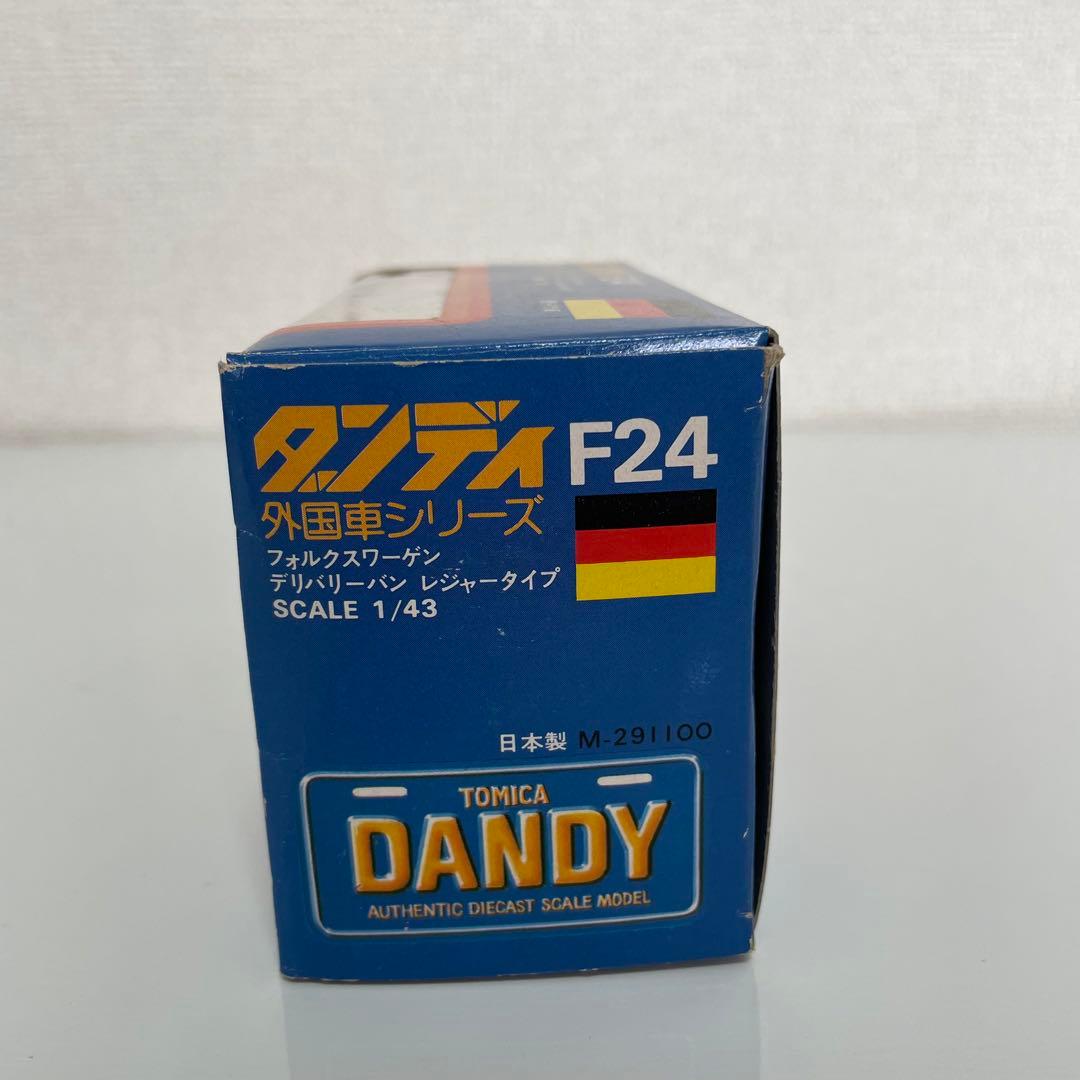 ダンディ F24
外国車シリーズ
フォルクスワーゲン
デリバリーバン レジャータイプ
SCALE 1/43
日本製 M-291100
TOMICA
DANDY
AUTHENTIC DIECAST SCALE MODEL